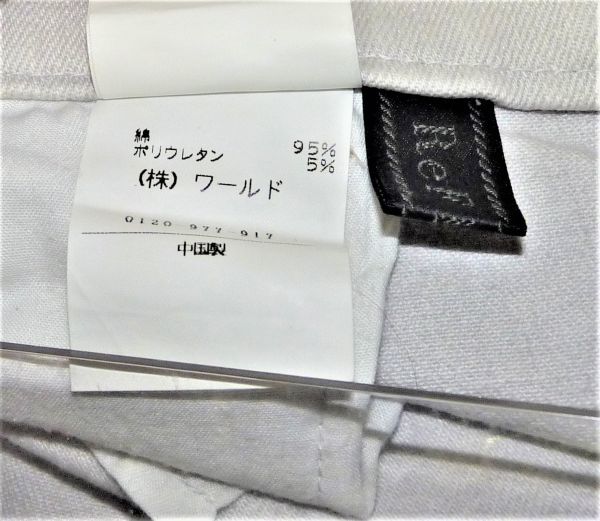 綿 95%
ポリウレタン 5%
(株) ワールド
0120-977-917
中国製
Ref